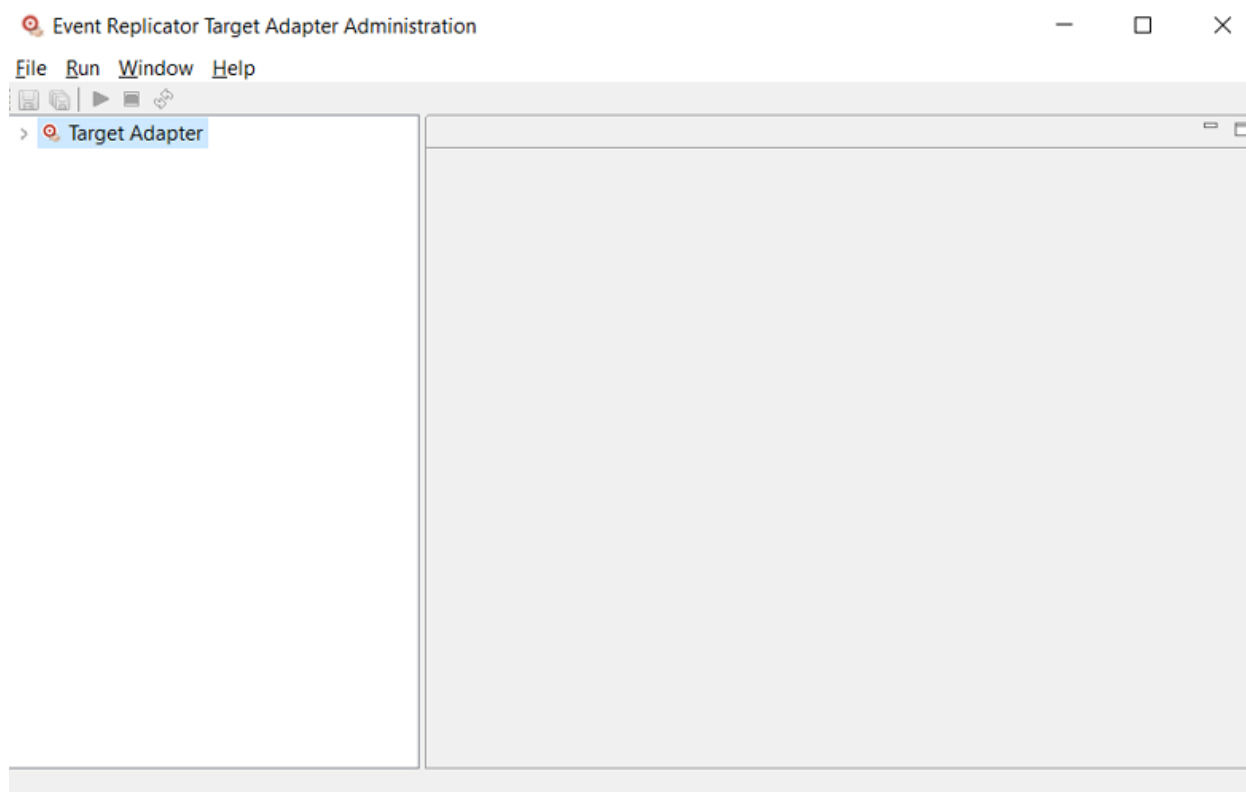 Event Replicator Target Adapter Administration
File Run Window Help
Target Adapter